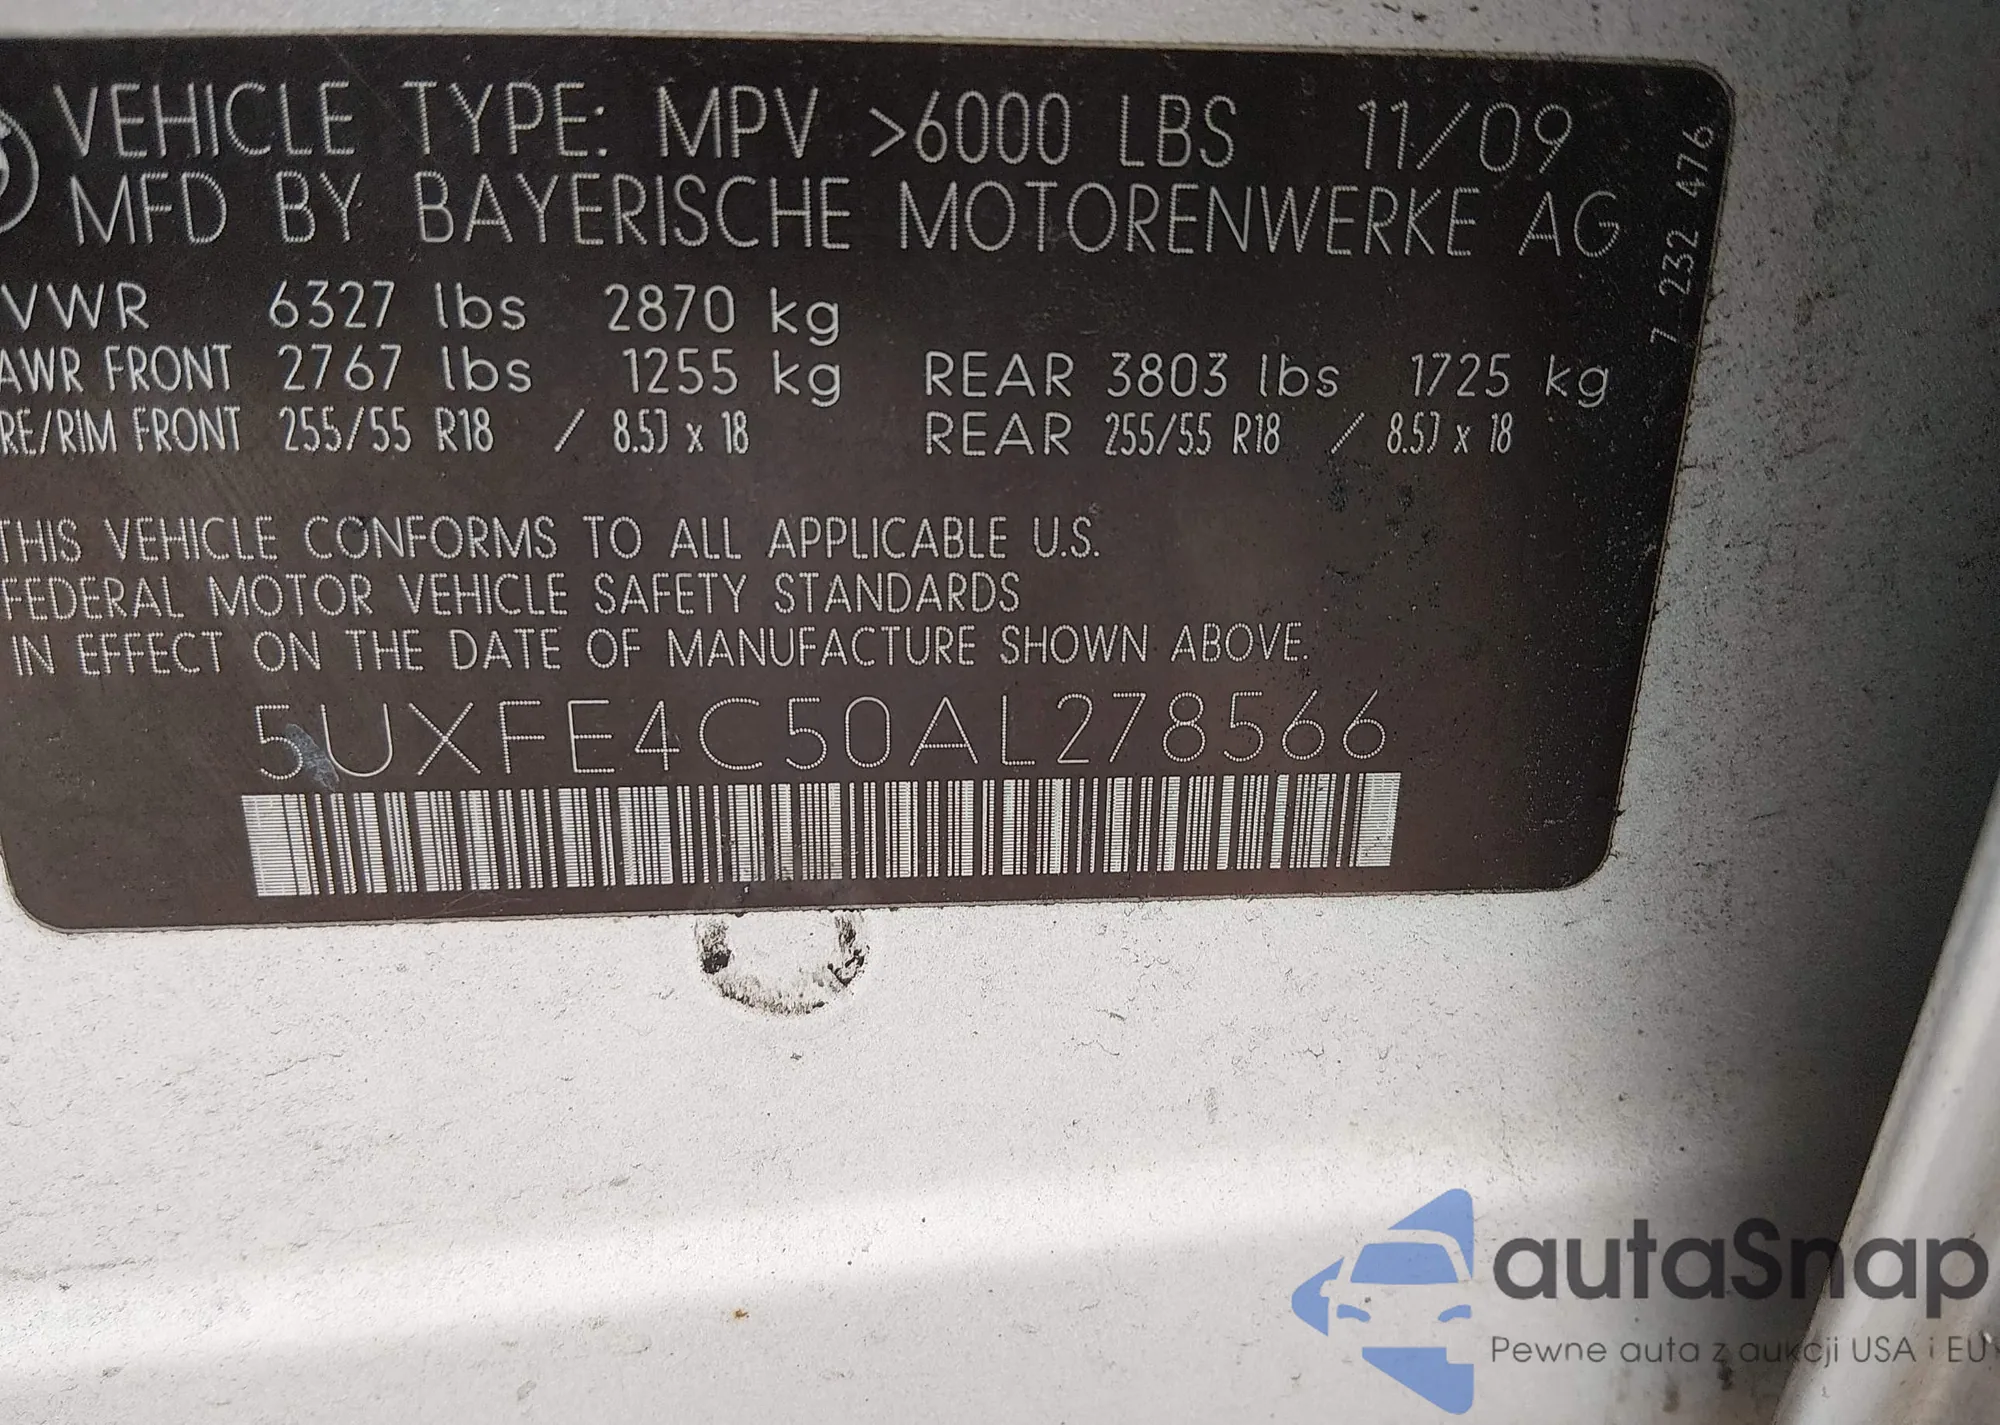 VEHICLE TYPE: MPV >6000 LBS 11/09
MFD BY BAYERISCHE MOTORENWERKE AG
VWR 6327 lbs 2870 kg
AWR FRONT 2767 lbs 1255 kg REAR 3803 lbs 1725 kg
RE/RIM FRONT 255/55 R18 / 8.5J x 18 REAR 255/55 R18 / 8.5J x 18
7 232 476
THIS VEHICLE CONFORMS TO ALL APPLICABLE U.S.
FEDERAL MOTOR VEHICLE SAFETY STANDARDS
IN EFFECT ON THE DATE OF MANUFACTURE SHOWN ABOVE.
5UXFE4C50AL278566
autaSnap
Pewne auta z aukcji USA i EU